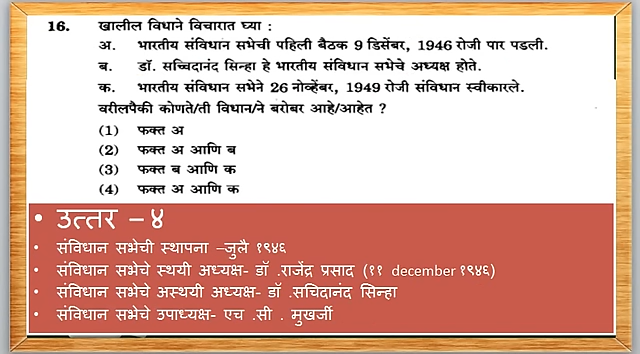 16. खालील विधाने विचारात घ्या :
अ. भारतीय संविधान सभेची पहिली बैठक 9 डिसेंबर, 1946 रोजी पार पडली.
ब. डॉ. सच्चिदानंद सिन्हा हे भारतीय संविधान सभेचे अध्यक्ष होते.
क. भारतीय संविधान सभेने 26 नोव्हेंबर, 1949 रोजी संविधान स्वीकारले.
वरीलपैकी कोणते/ती विधान/ने बरोबर आहे/आहेत ?
(1) फक्त अ
(2) फक्त अ आणि ब
(3) फक्त ब आणि क
(4) फक्त अ आणि क
• उत्तर – ४
• संविधान सभेची स्थापना –जुलै १९४६
• संविधान सभेचे स्थयी अध्यक्ष- डॉ .राजेंद्र प्रसाद (११ december १९४६)
• संविधान सभेचे अस्थयी अध्यक्ष- डॉ .सचिदानंद सिन्हा
• संविधान सभेचे उपाध्यक्ष- एच .सी . मुखर्जी